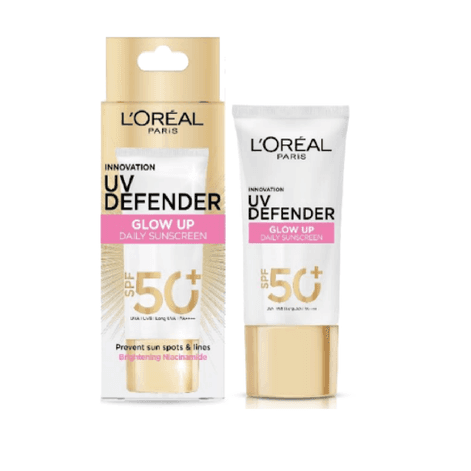 L'ORÉAL
PARIS
INNOVATION
UV
DEFENDER
GLOW UP
DAILY SUNSCREEN
SPF
50+
Prevent sun spots & lines
Brightening Niacinamide
L'ORÉAL
PARIS
INNOVATION
UV
DEFENDER
GLOW UP
DAILY SUNSCREEN
SPF
50+